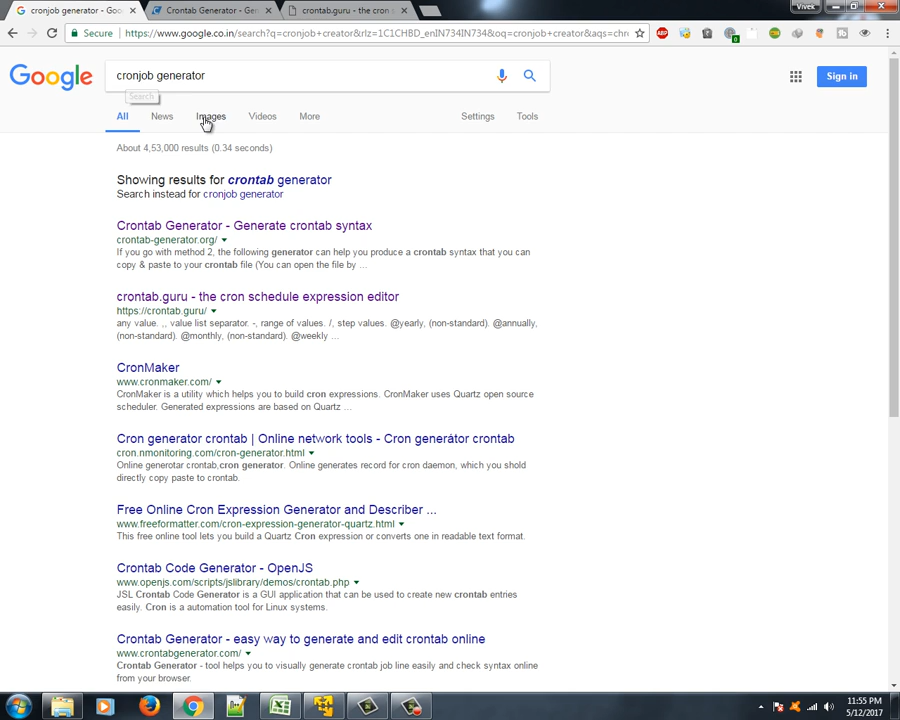 cronjob generator - Goo
Crontab Generator - Gen
crontab.guru - the cron s
Vivek
Secure
https://www.google.co.in/search?q=cronjob+creator&rlz=1C1CHBD_enIN734IN734&oq=cronjob+creator&aqs=chr
Google
cronjob generator
Sign in
Search
All
News
Images
Videos
More
Settings
Tools
About 4,53,000 results (0.34 seconds)
Showing results for crontab generator
Search instead for cronjob generator
Crontab Generator - Generate crontab syntax
crontab-generator.org/
If you go with method 2, the following generator can help you produce a crontab syntax that you can
copy & paste to your crontab file (You can open the file by ...
crontab.guru - the cron schedule expression editor
https://crontab.guru/
any value. ,, value list separator. -, range of values. /, step values. @yearly, (non-standard). @annually,
(non-standard). @monthly, (non-standard). @weekly ...
CronMaker
www.cronmaker.com/
CronMaker is a utility which helps you to build cron expressions. CronMaker uses Quartz open source
scheduler. Generated expressions are based on Quartz ...
Cron generator crontab | Online network tools - Cron generátor crontab
cron.nmonitoring.com/cron-generator.html
Online generotar crontab,cron generator. Online generates record for cron daemon, which you shold
directly copy paste to crontab.
Free Online Cron Expression Generator and Describer ...
www.freeformatter.com/cron-expression-generator-quartz.html
This free online tool lets you build a Quartz Cron expression or converts one in readable text format.
Crontab Code Generator - OpenJS
www.openjs.com/scripts/jslibrary/demos/crontab.php
JSL Crontab Code Generator is a GUI application that can be used to create new crontab entries
easily. Cron is a automation tool for Linux systems.
Crontab Generator - easy way to generate and edit crontab online
www.crontabgenerator.com/
Crontab Generator - tool helps you to visually generate crontab job line easily and check syntax online
from your browser.
11:55 PM
5/12/2017